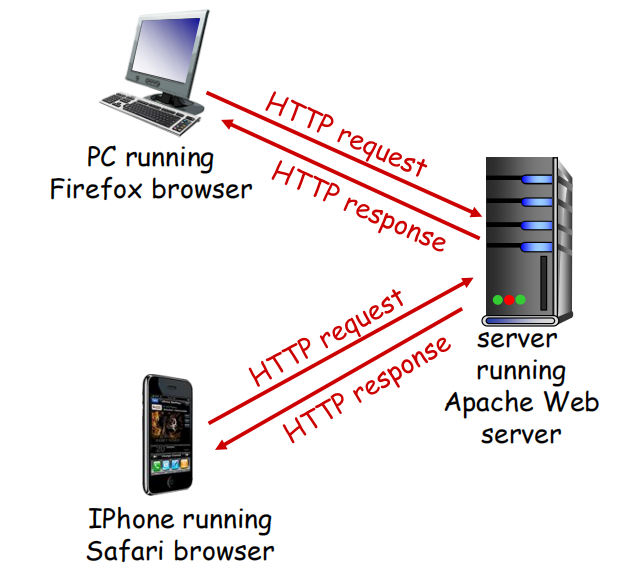 HTTP request
HTTP response
PC running
Firefox browser
HTTP request
HTTP response
server
running
Apache Web
server
IPhone running
Safari browser